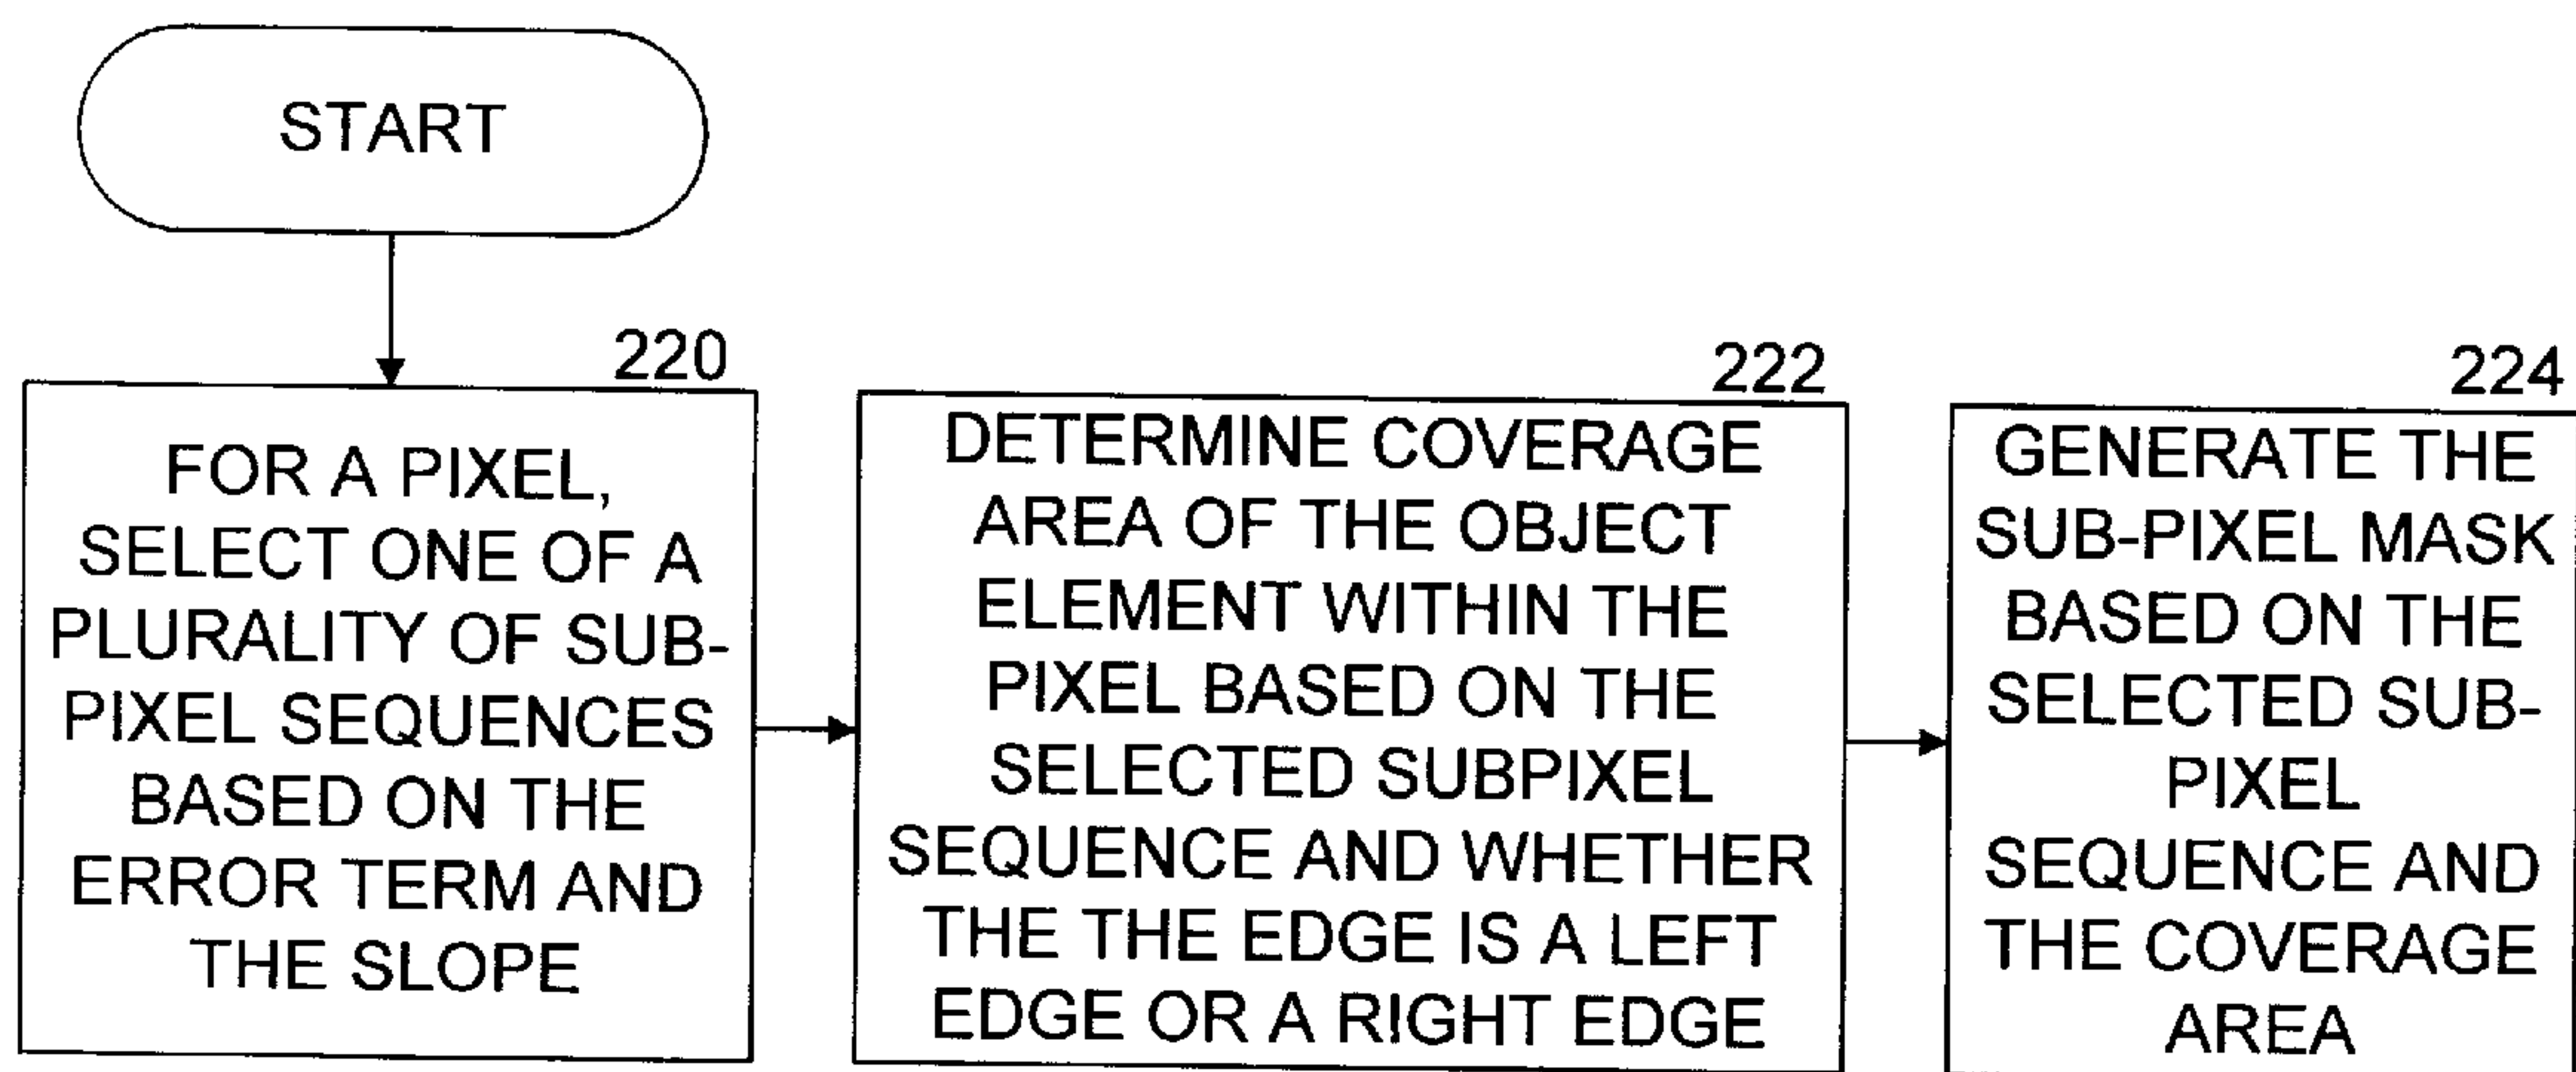 START
220
FOR A PIXEL,
SELECT ONE OF A
PLURALITY OF SUB-
PIXEL SEQUENCES
BASED ON THE
ERROR TERM AND
THE SLOPE
222
DETERMINE COVERAGE
AREA OF THE OBJECT
ELEMENT WITHIN THE
PIXEL BASED ON THE
SELECTED SUBPIXEL
SEQUENCE AND WHETHER
THE THE EDGE IS A LEFT
EDGE OR A RIGHT EDGE
224
GENERATE THE
SUB-PIXEL MASK
BASED ON THE
SELECTED SUB-
PIXEL
SEQUENCE AND
THE COVERAGE
AREA